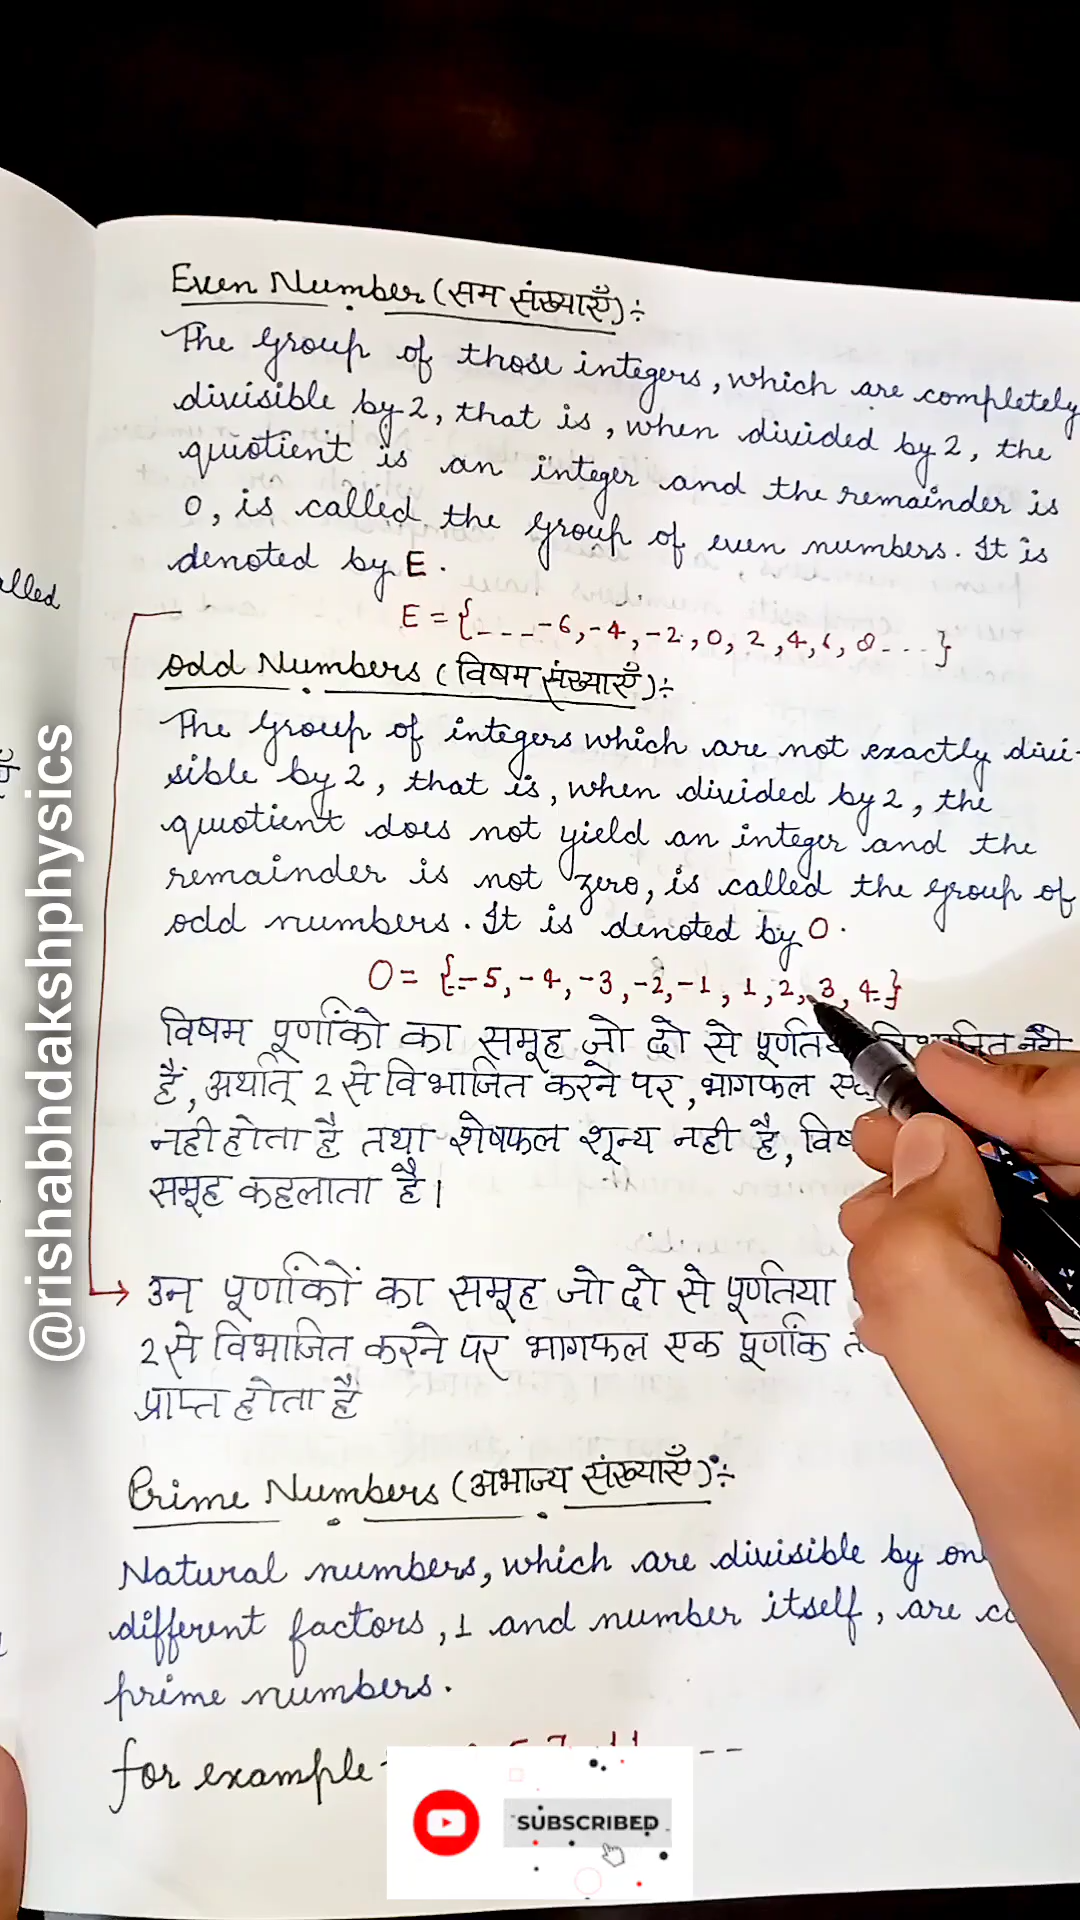 Even Number (सम संख्याएँ) ÷
The group of those integers, which are completely
divisible by 2, that is, when divided by 2, the
quotient is an integer and the remainder is
0, is called the group of even numbers. It is
denoted by E.
E = {- - - -6, -4, -2, 0, 2, 4, 6, 8 - - - }
alled
odd Numbers (विषम संख्याएँ) ÷
The group of integers which are not exactly divi-
sible by 2, that is, when divided by 2, the
quotient does not yield an integer and the
remainder is not zero, is called the group of
odd numbers. It is denoted by O.
O = {--5, -4, -3, -2, -1, 1, 2, 3, 4--}
विषम पूर्णांको का समूह जो दो से पूर्णतया विभाजित नही
है, अर्थात् 2 से विभाजित करने पर, भागफल
नही होता है तथा शेषफल शून्य नही है, विष
समूह कहलाता है।
उन पूर्णांकों का समूह जो दो से पूर्णतया
2 से विभाजित करने पर भागफल एक पूर्णांक
प्राप्त होता है
Prime Numbers (अभाज्य संख्याएँ) ÷
Natural numbers, which are divisible by on
different factors, 1 and number itself, are c
prime numbers.
for example - 5, 7, 11 --
@rishabhdakshphysics
SUBSCRIBED